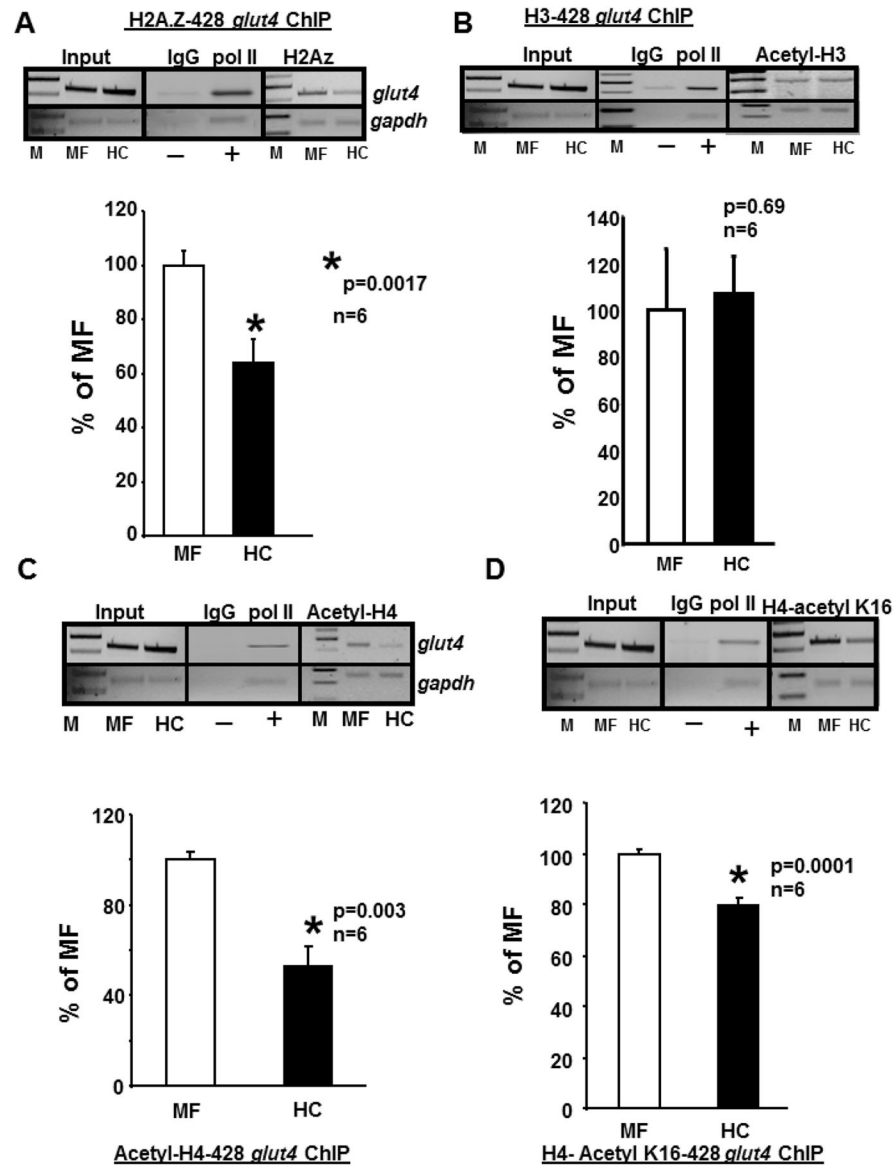 A
H2A.Z-428 glut4 ChIP
Input IgG pol II H2Az
glut4
gapdh
M MF HC – + M MF HC
120
100
80
60
40
20
0
% of MF
*
* p=0.0017
n=6
MF HC
B
H3-428 glut4 ChIP
Input IgG pol II Acetyl-H3
M MF HC M – + M MF HC
140
120
100
80
60
40
20
0
% of MF
p=0.69
n=6
MF HC
C
Input IgG pol II Acetyl-H4
glut4
gapdh
M MF HC – + M MF HC
120
100
80
40
0
% of MF
* p=0.003
n=6
MF HC
Acetyl-H4-428 glut4 ChIP
D
Input IgG pol II H4-acetyl K16
M MF HC – + M MF HC
120
100
80
60
40
20
0
% of MF
* p=0.0001
n=6
MF HC
H4- Acetyl K16-428 glut4 ChIP